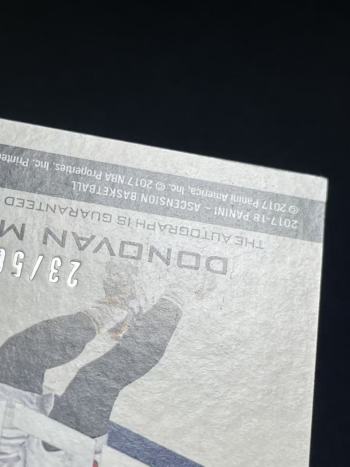 23/50
DONOVAN M
THE AUTOGRAPH IS GUARANTEED
2017-18 PANINI – ASCENSION BASKETBALL
© 2017 Panini America, Inc. © 2017 NBA Properties, Inc. Printed